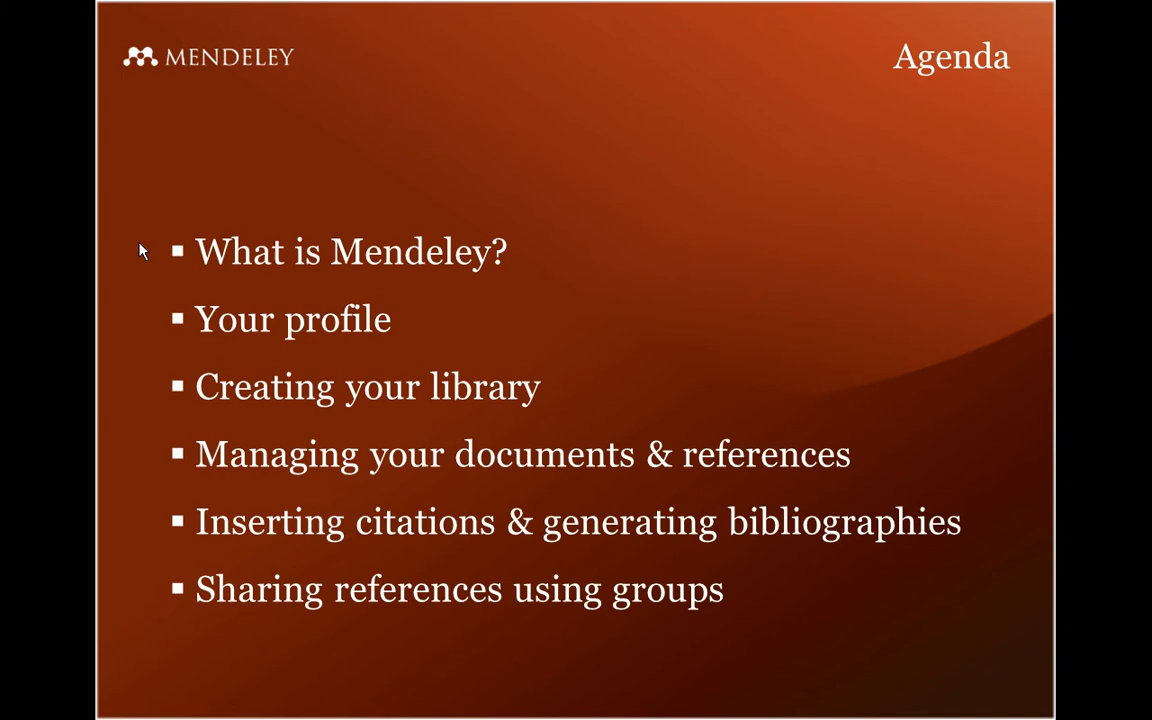 MENDELEY
Agenda
What is Mendeley?
Your profile
Creating your library
Managing your documents & references
Inserting citations & generating bibliographies
Sharing references using groups